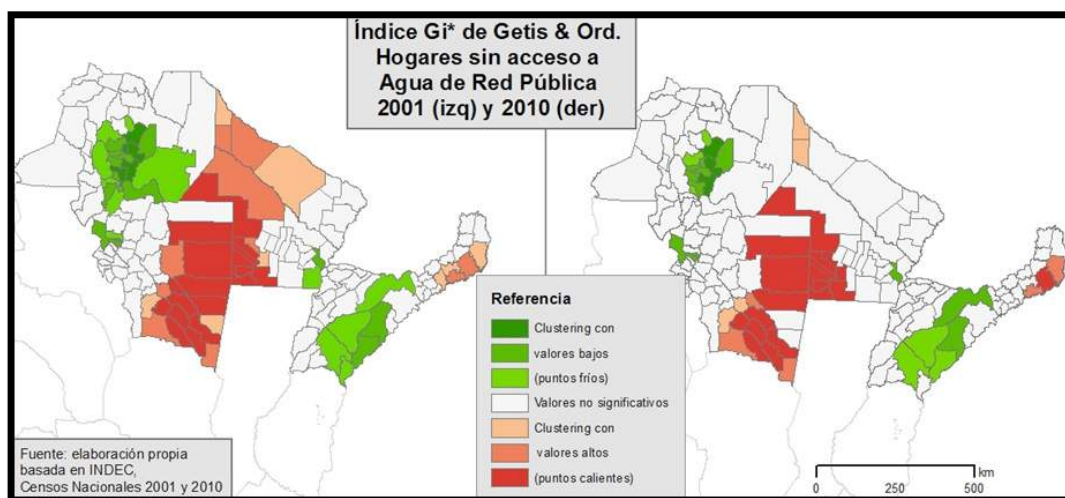 Índice Gi* de Getis & Ord.
Hogares sin acceso a
Agua de Red Pública
2001 (izq) y 2010 (der)
Referencia
Clustering con
valores bajos
(puntos fríos)
Valores no significativos
Clustering con
valores altos
(puntos calientes)
Fuente: elaboración propia
basada en INDEC,
Censos Nacionales 2001 y 2010
km
0 250 500